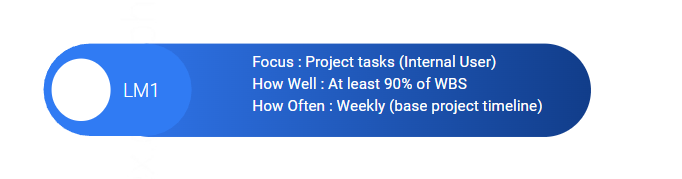 LM1
Focus : Project tasks (Internal User)
How Well : At least 90% of WBS
How Often : Weekly (base project timeline)